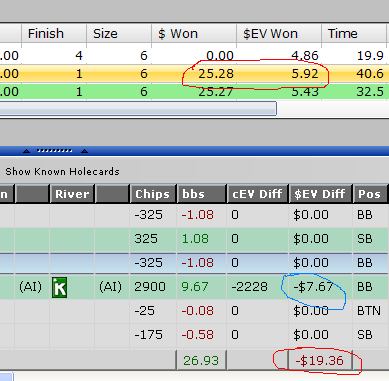 Finish Size $ Won $EV Won Time
.00 4 6 0.00 4.86 19.9
.00 1 6 25.28 5.92 40.6
.00 1 6 25.27 5.43 32.5
Show Known Holecards
n River Chips bbs cEV Diff $EV Diff Pos
-325 -1.08 0 $0.00 BB
325 1.08 0 $0.00 SB
-325 -1.08 0 $0.00 BB
(AI) K (AI) 2900 9.67 -2228 -$7.67 BB
-25 -0.08 0 $0.00 BTN
-175 -0.58 0 $0.00 SB
26.93 -$19.36